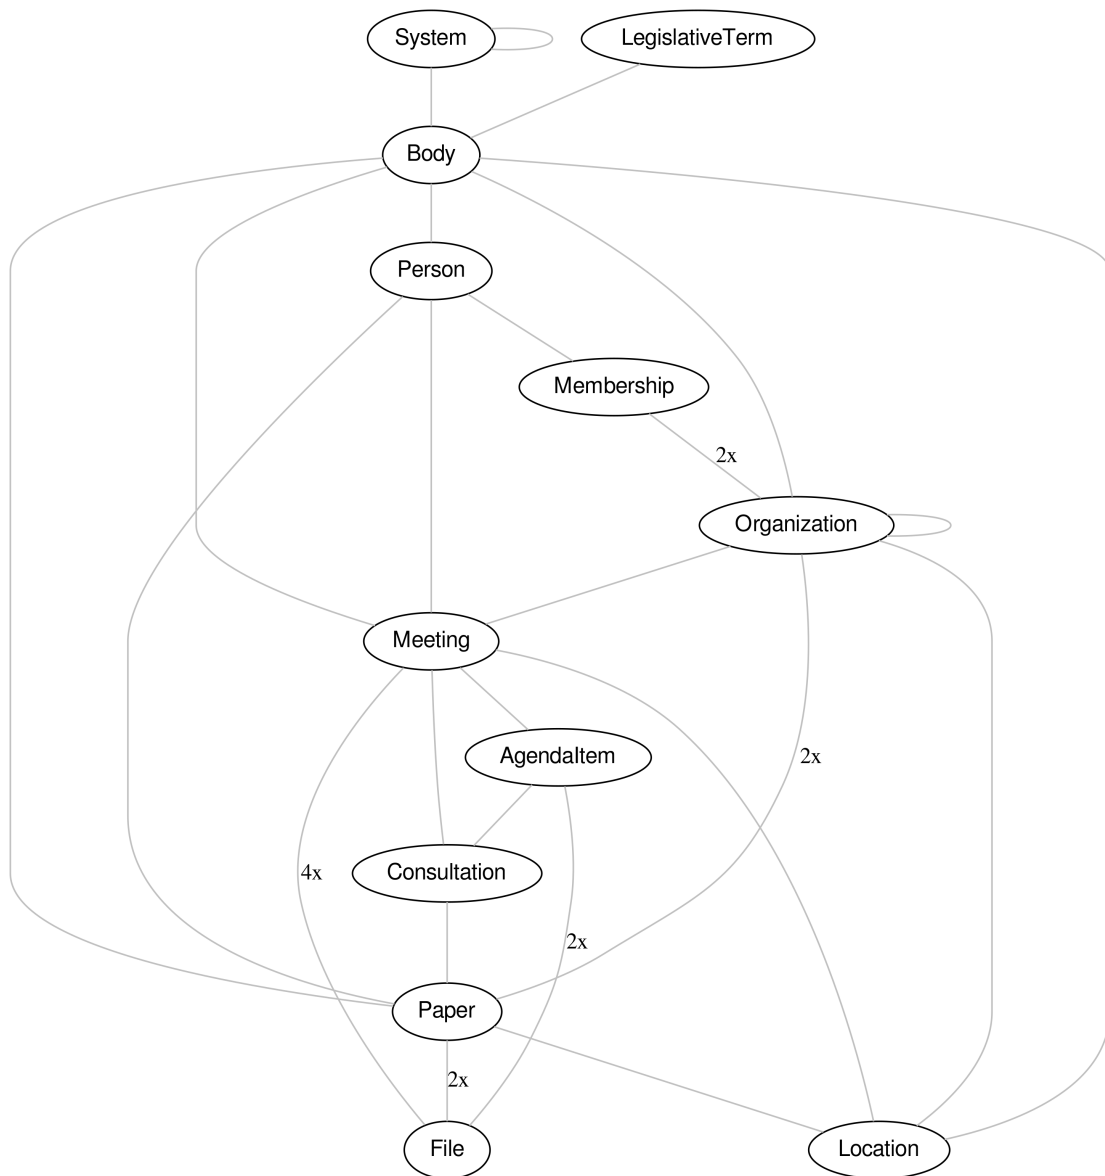 System
LegislativeTerm
Body
Person
Membership
2x
Organization
Meeting
AgendaItem
2x
Consultation
4x
2x
Paper
2x
File
Location